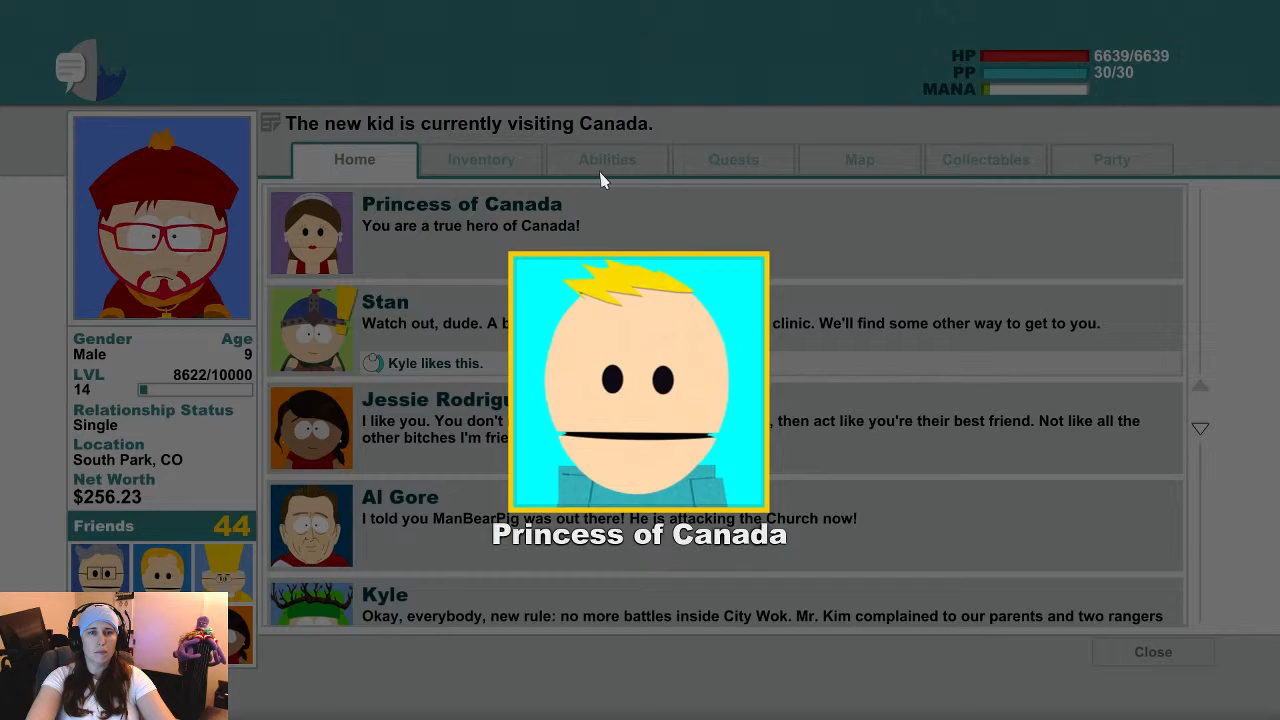 HP 6639/6639
PP 30/30
MANA
The new kid is currently visiting Canada.
Home Inventory Abilities Quests Map Collectables Party
Princess of Canada
You are a true hero of Canada!
Stan
Watch out, dude. A b clinic. We'll find some other way to get to you.
Kyle likes this.
Jessie Rodrigu
I like you. You don't , then act like you're their best friend. Not like all the
other bitches I'm frie
Al Gore
I told you ManBearPig was out there! He is attacking the Church now!
Princess of Canada
Kyle
Okay, everybody, new rule: no more battles inside City Wok. Mr. Kim complained to our parents and two rangers
Gender Age
Male 9
LVL 8622/10000
14
Relationship Status
Single
Location
South Park, CO
Net Worth
$256.23
Friends 44
Close